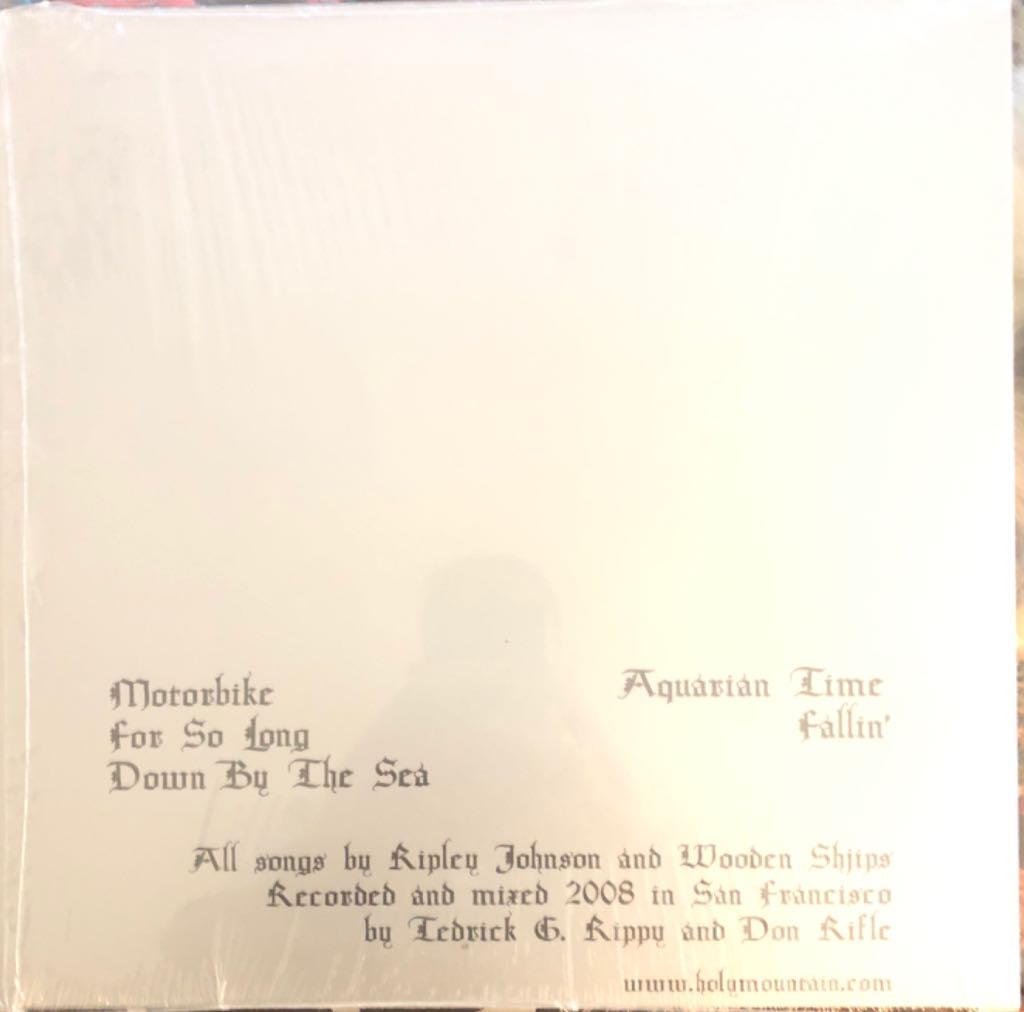 Motorbike
For So Long
Down By The Sea
Aquarian Time
Fallin'
All songs by Ripley Johnson and Wooden Shjips
Recorded and mixed 2008 in San Francisco
by Tedrick G. Rippy and Don Rifle
www.holymountain.com